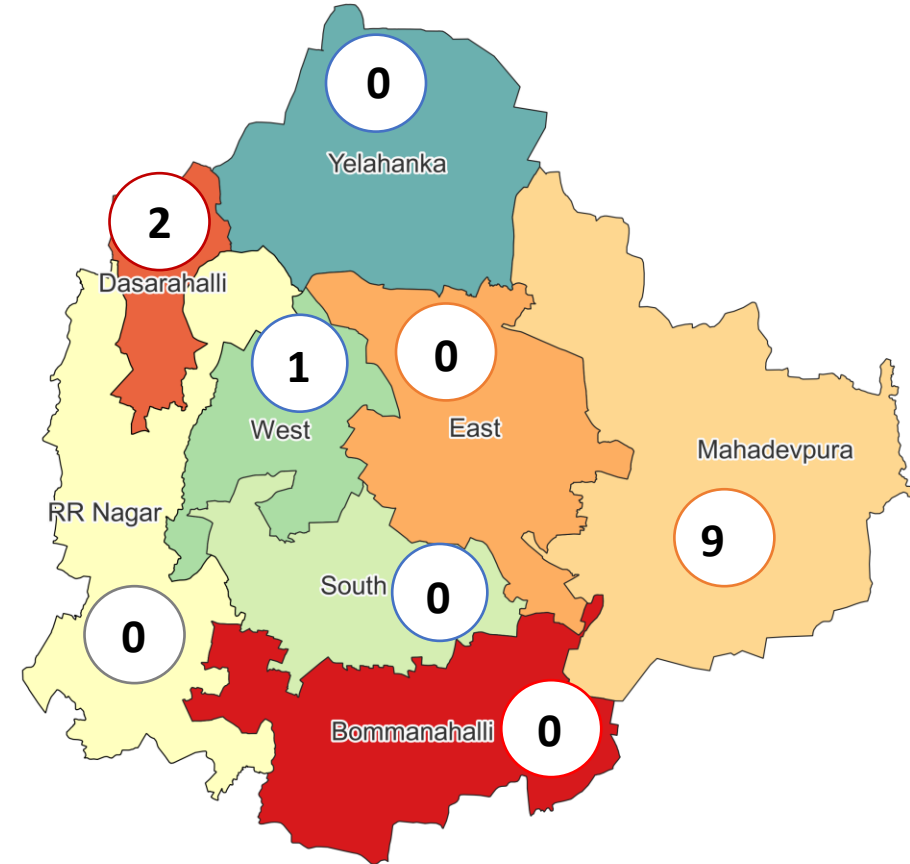 0
Yelahanka
2
Dasarahalli
1
West
0
East
Mahadevpura
9
RR Nagar
0
South
0
Bommanahalli
0